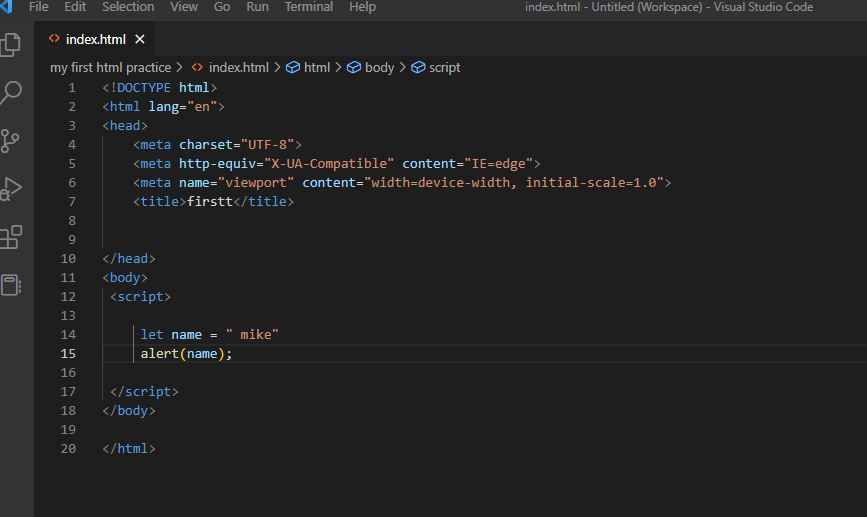 File Edit Selection View Go Run Terminal Help index.html - Untitled (Workspace) - Visual Studio Code
index.html
my first html practice > index.html > html > body > script
1 <!DOCTYPE html>
2 <html lang="en">
3 <head>
4 <meta charset="UTF-8">
5 <meta http-equiv="X-UA-Compatible" content="IE=edge">
6 <meta name="viewport" content="width=device-width, initial-scale=1.0">
7 <title>firstt</title>
8
9
10 </head>
11 <body>
12 <script>
13
14 let name = " mike"
15 alert(name);
16
17 </script>
18 </body>
19
20 </html>